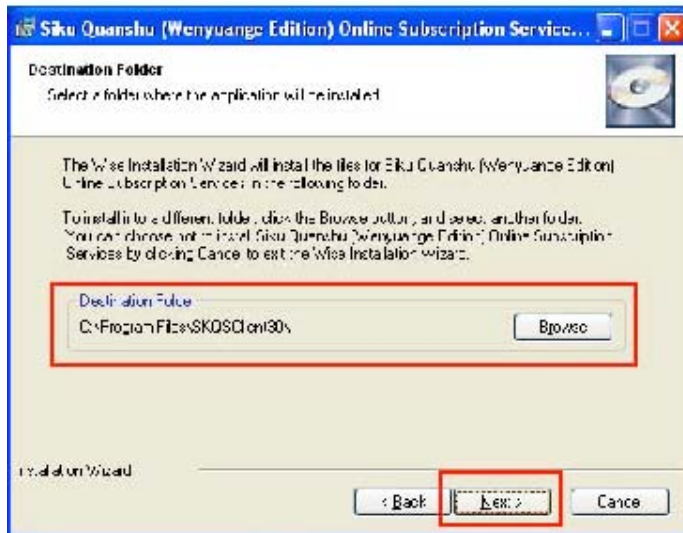 Siku Quanshu (Wenyuange Edition) Online Subscription Service...
Destination Folder
Select a folder where the application will be installed
The Wise Installation Wizard will install the files for Siku Quanshu (Wenyuange Edition)
Online Subscription Services in the following folder.
To install into a different folder, click the Browse button, and select another folder.
You can choose not to install Siku Quanshu (Wenyuange Edition) Online Subscription
Services by clicking Cancel to exit the Wise Installation Wizard.
Destination Folder
C:\Program Files\SKQSClient30\
Browse
Installation Wizard
< Back
Next >
Cancel